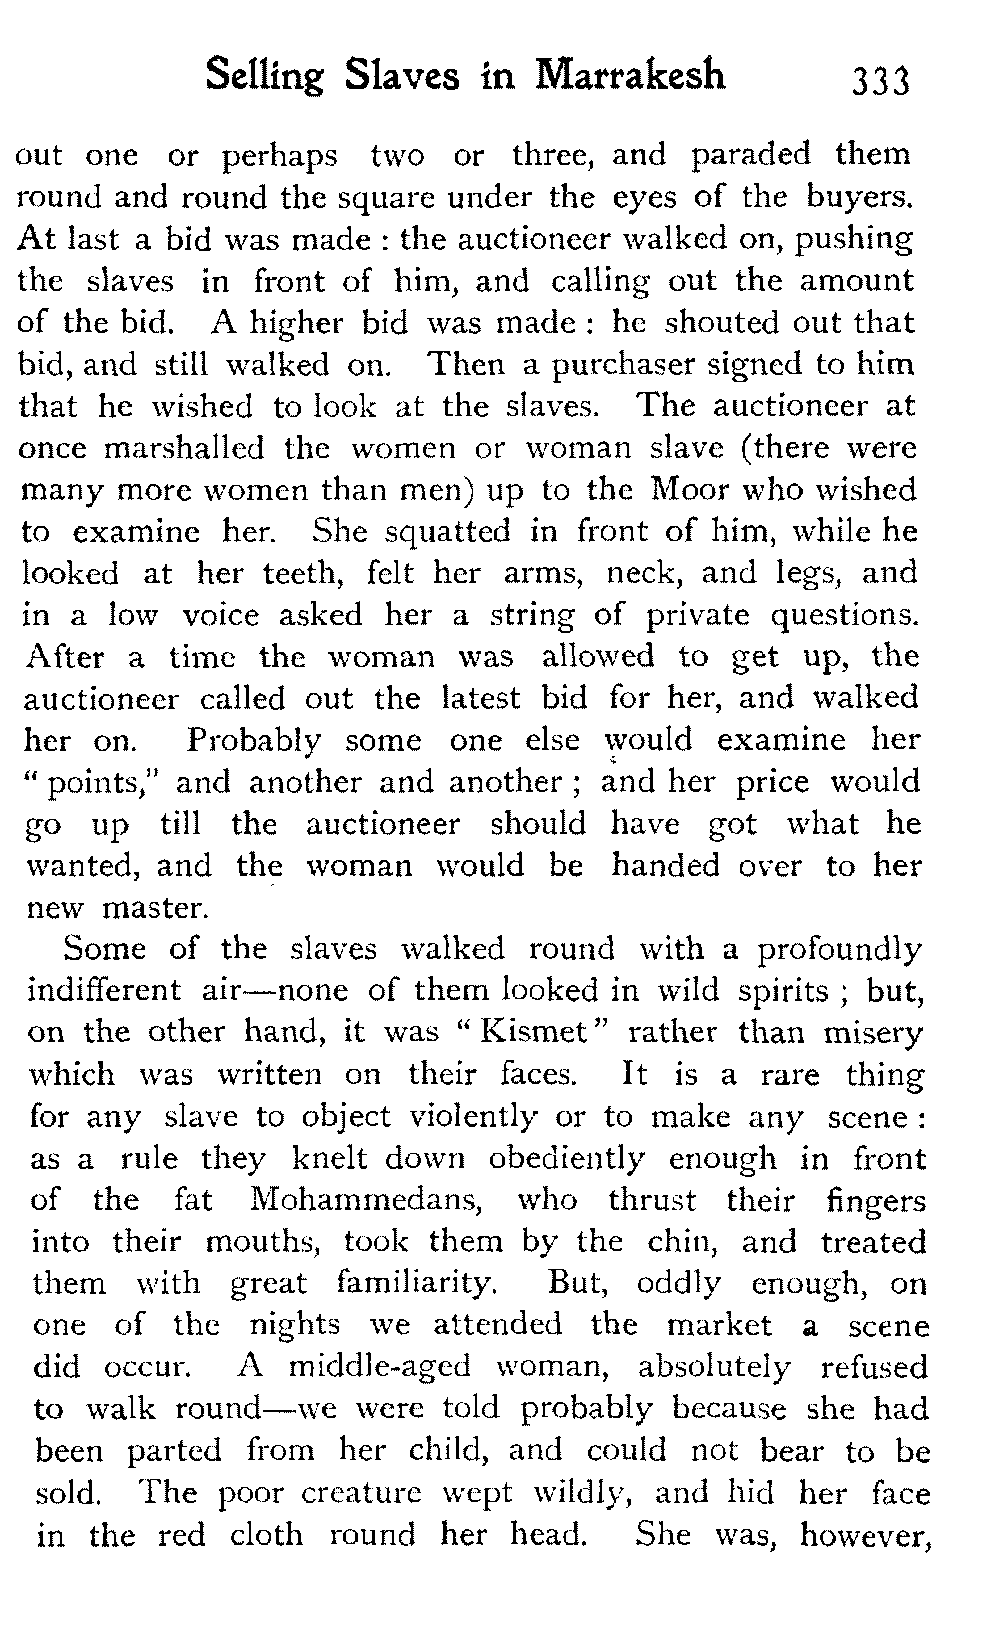 Selling Slaves in Marrakesh 333
out one or perhaps two or three, and paraded them
round and round the square under the eyes of the buyers.
At last a bid was made : the auctioneer walked on, pushing
the slaves in front of him, and calling out the amount
of the bid. A higher bid was made : he shouted out that
bid, and still walked on. Then a purchaser signed to him
that he wished to look at the slaves. The auctioneer at
once marshalled the women or woman slave (there were
many more women than men) up to the Moor who wished
to examine her. She squatted in front of him, while he
looked at her teeth, felt her arms, neck, and legs, and
in a low voice asked her a string of private questions.
After a time the woman was allowed to get up, the
auctioneer called out the latest bid for her, and walked
her on. Probably some one else would examine her
“ points,” and another and another ; and her price would
go up till the auctioneer should have got what he
wanted, and the woman would be handed over to her
new master.
Some of the slaves walked round with a profoundly
indifferent air—none of them looked in wild spirits ; but,
on the other hand, it was “ Kismet ” rather than misery
which was written on their faces. It is a rare thing
for any slave to object violently or to make any scene :
as a rule they knelt down obediently enough in front
of the fat Mohammedans, who thrust their fingers
into their mouths, took them by the chin, and treated
them with great familiarity. But, oddly enough, on
one of the nights we attended the market a scene
did occur. A middle-aged woman, absolutely refused
to walk round—we were told probably because she had
been parted from her child, and could not bear to be
sold. The poor creature wept wildly, and hid her face
in the red cloth round her head. She was, however,